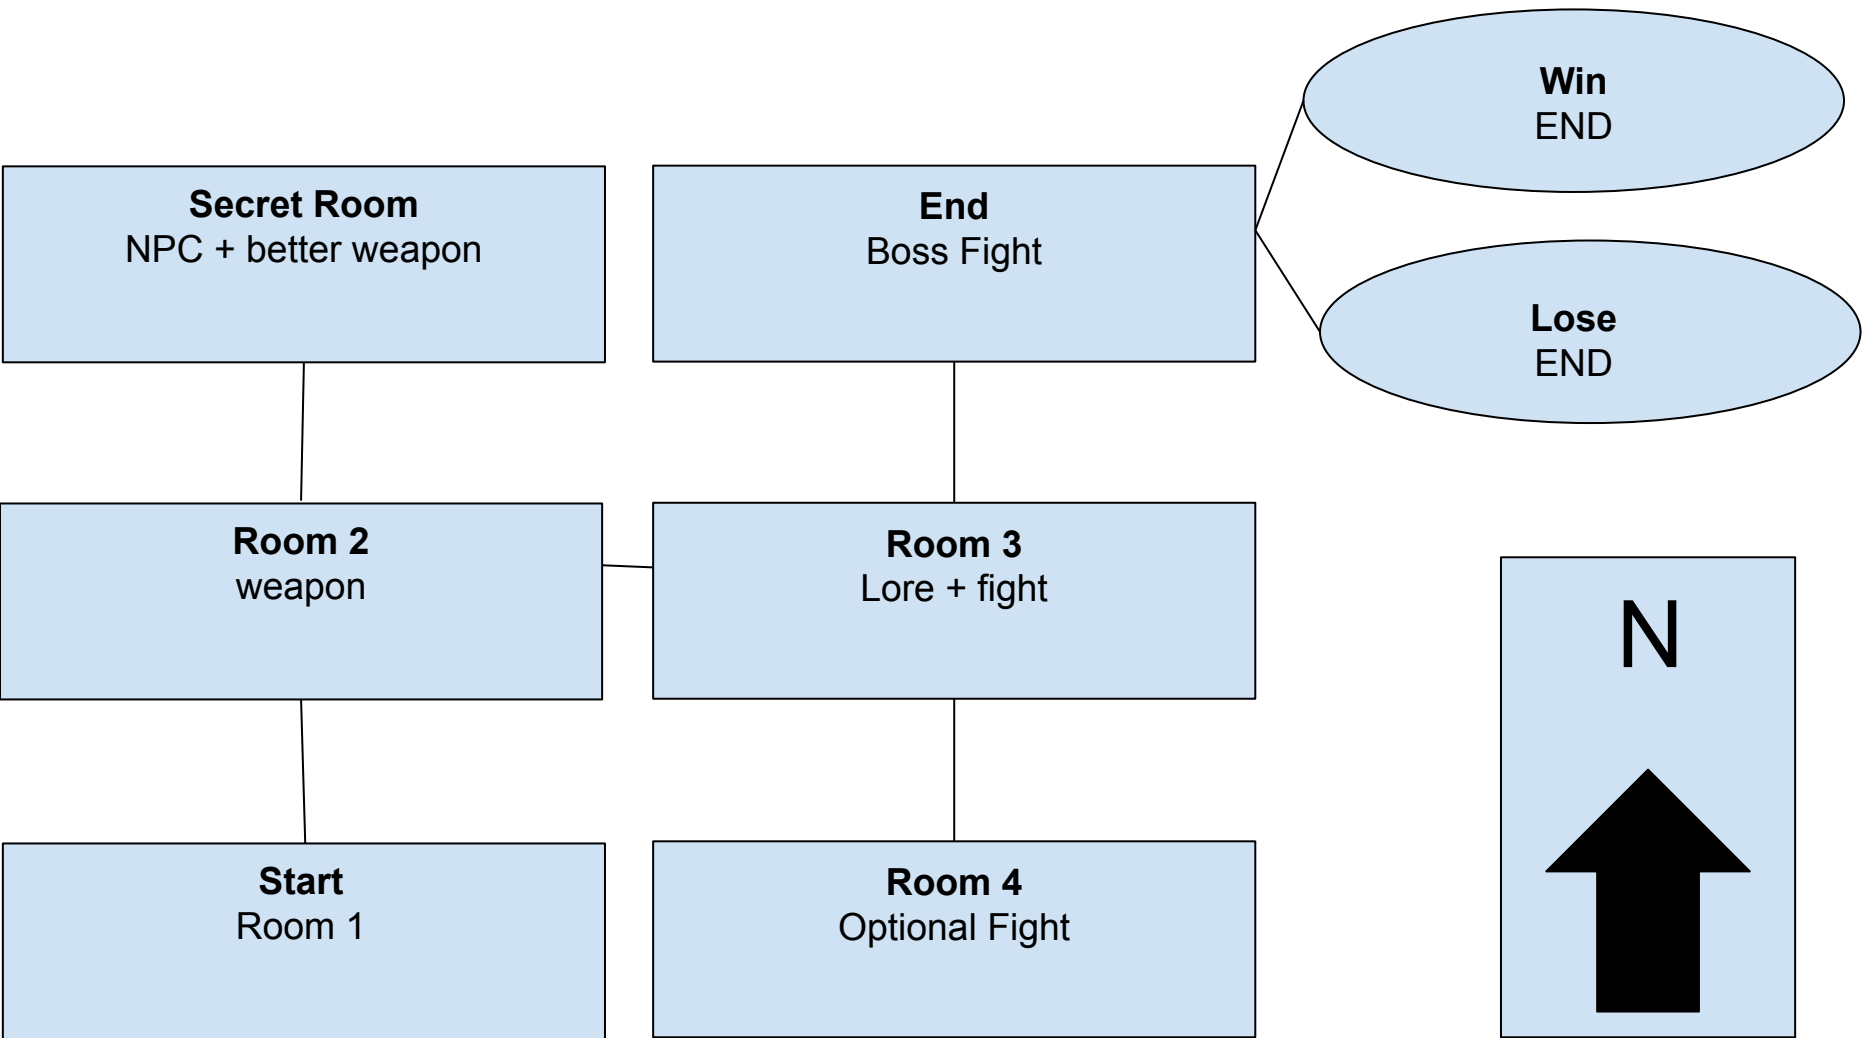 Win
END
Secret Room
NPC + better weapon
End
Boss Fight
Lose
END
Room 2
weapon
Room 3
Lore + fight
N
Start
Room 1
Room 4
Optional Fight